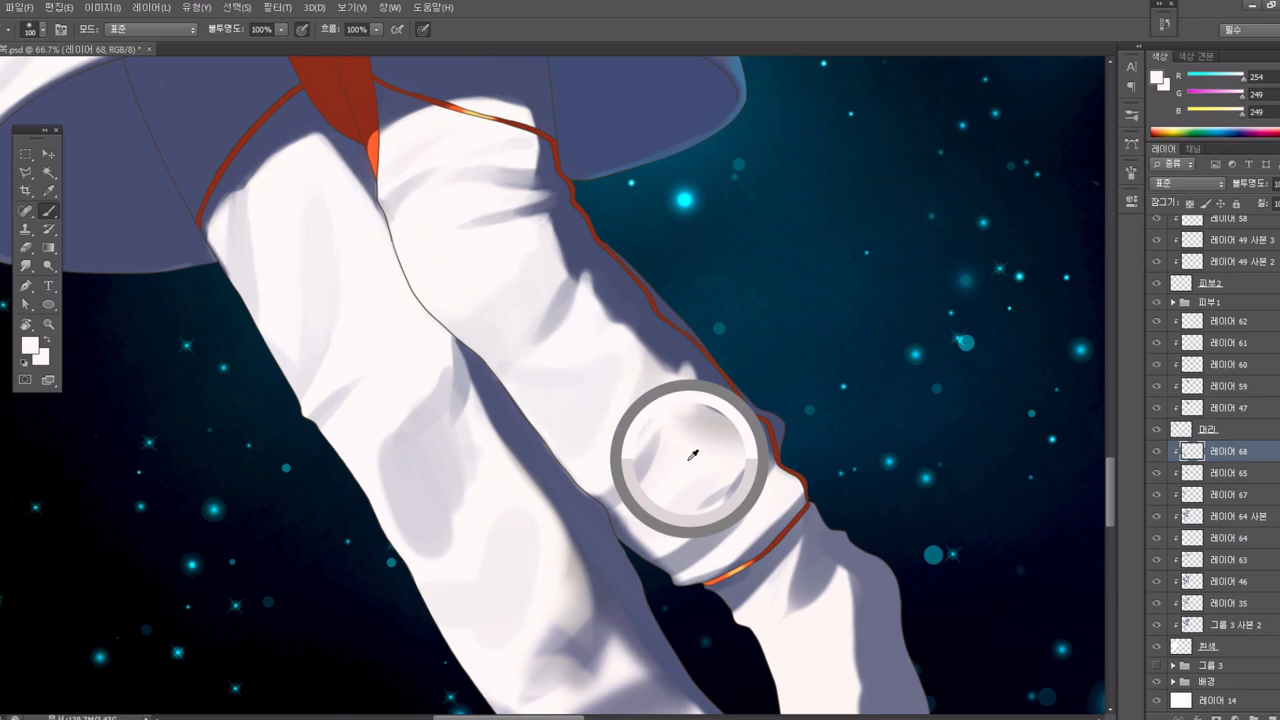 파일(F) 편집(E) 이미지(I) 레이어(L) 유형(Y) 선택(S) 필터(T) 3D(D) 보기(V) 창(W) 도움말(H)
100 모드: 표준 불투명도: 100% 흐름: 100% 필수
.psd @ 66.7% (레이어 68, RGB/8) * ×
색상 색상 견본
R 254
G 249
B 249
레이어 채널
종류
표준 불투명도:
잠그기: 칠:
레이어 58
레이어 49 사본 3
레이어 49 사본 2
피부2
피부1
레이어 62
레이어 61
레이어 60
레이어 59
레이어 47
머리
레이어 68
레이어 65
레이어 67
레이어 64 사본
레이어 64
레이어 63
레이어 46
레이어 35
그룹 3 사본 2
흰색
그룹 3
배경
레이어 14